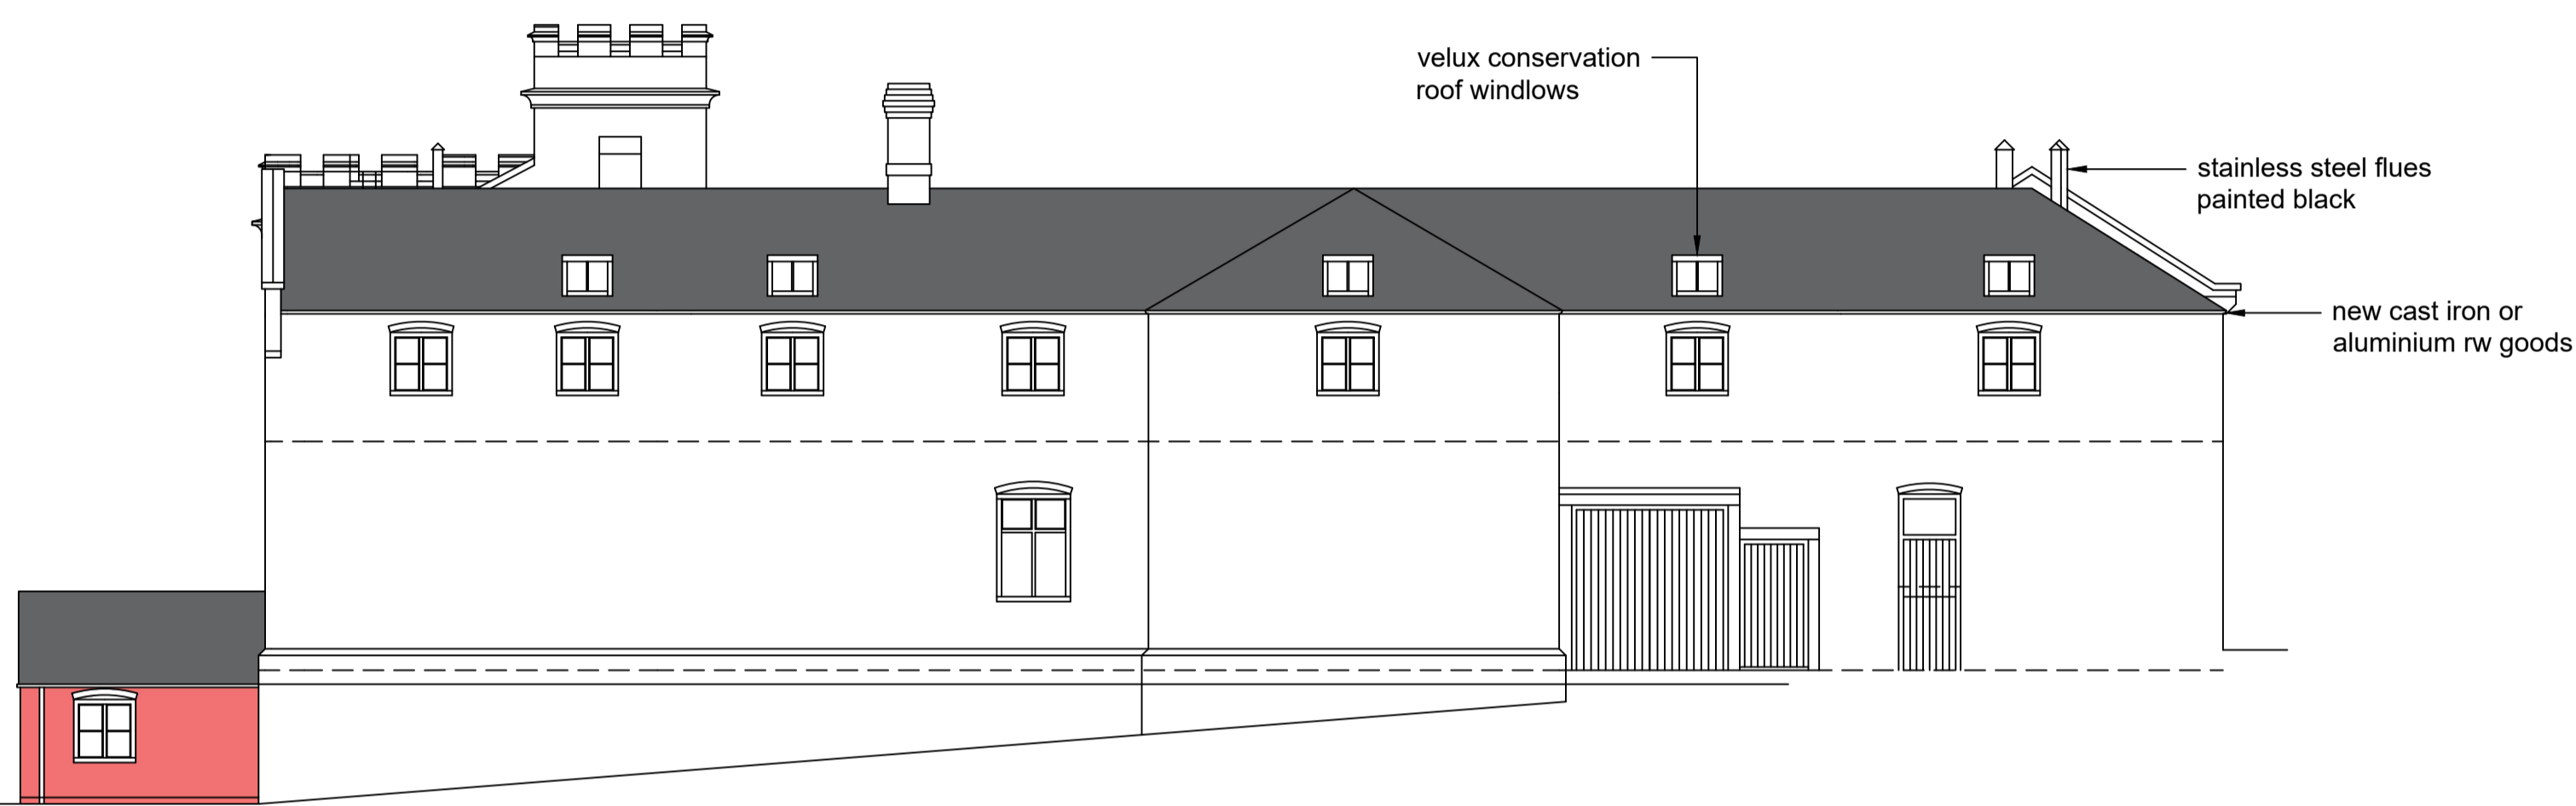 velux conservation
roof windlows
stainless steel flues
painted black
new cast iron or
aluminium rw goods